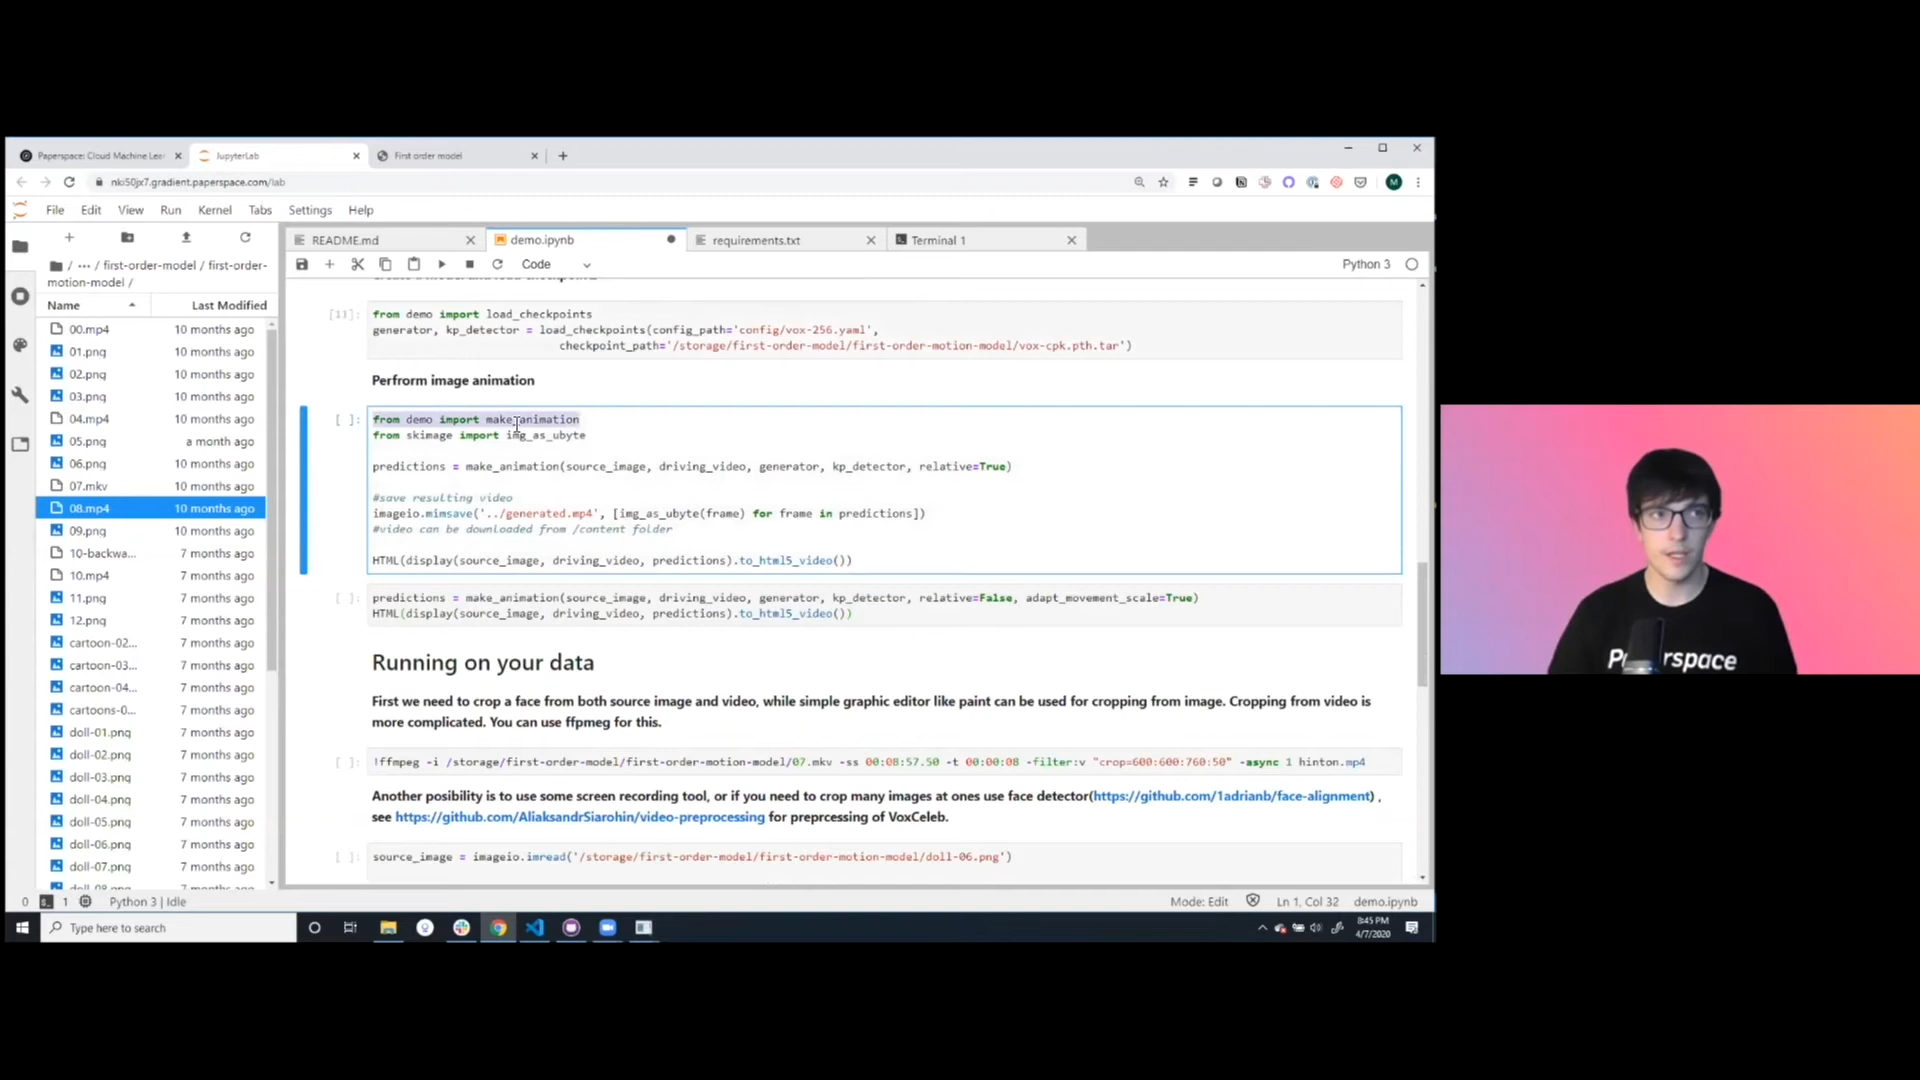 Paperspace: Cloud Machine Lear
JupyterLab
First order model
nki50jx7.gradient.paperspace.com/lab
M
File Edit View Run Kernel Tabs Settings Help
README.md
demo.ipynb
requirements.txt
Terminal 1
Code
Python 3
/ ··· / first-order-model / first-order-
motion-model /
Name Last Modified
00.mp4 10 months ago
01.png 10 months ago
02.png 10 months ago
03.png 10 months ago
04.mp4 10 months ago
05.png a month ago
06.png 10 months ago
07.mkv 10 months ago
08.mp4 10 months ago
09.png 10 months ago
10-backwa... 7 months ago
10.mp4 7 months ago
11.png 7 months ago
12.png 7 months ago
cartoon-02... 7 months ago
cartoon-03... 7 months ago
cartoon-04... 7 months ago
cartoons-0... 7 months ago
doll-01.png 7 months ago
doll-02.png 7 months ago
doll-03.png 7 months ago
doll-04.png 7 months ago
doll-05.png 7 months ago
doll-06.png 7 months ago
doll-07.png 7 months ago
[11]: from demo import load_checkpoints
generator, kp_detector = load_checkpoints(config_path='config/vox-256.yaml',
checkpoint_path='/storage/first-order-model/first-order-motion-model/vox-cpk.pth.tar')
Perfrom image animation
[ ]: from demo import make_animation
from skimage import img_as_ubyte
predictions = make_animation(source_image, driving_video, generator, kp_detector, relative=True)
#save resulting video
imageio.mimsave('../generated.mp4', [img_as_ubyte(frame) for frame in predictions])
#video can be downloaded from /content folder
HTML(display(source_image, driving_video, predictions).to_html5_video())
[ ]: predictions = make_animation(source_image, driving_video, generator, kp_detector, relative=False, adapt_movement_scale=True)
HTML(display(source_image, driving_video, predictions).to_html5_video())
Running on your data
First we need to crop a face from both source image and video, while simple graphic editor like paint can be used for cropping from image. Cropping from video is
more complicated. You can use ffpmeg for this.
[ ]: !ffmpeg -i /storage/first-order-model/first-order-motion-model/07.mkv -ss 00:08:57.50 -t 00:00:08 -filter:v "crop=600:600:760:50" -async 1 hinton.mp4
Another posibility is to use some screen recording tool, or if you need to crop many images at ones use face detector(https://github.com/1adrianb/face-alignment) ,
see https://github.com/AliaksandrSiarohin/video-preprocessing for preprcessing of VoxCeleb.
[ ]: source_image = imageio.imread('/storage/first-order-model/first-order-motion-model/doll-06.png')
0 1 Python 3 | Idle
Mode: Edit Ln 1, Col 32 demo.ipynb
Type here to search
8:45 PM
4/7/2020